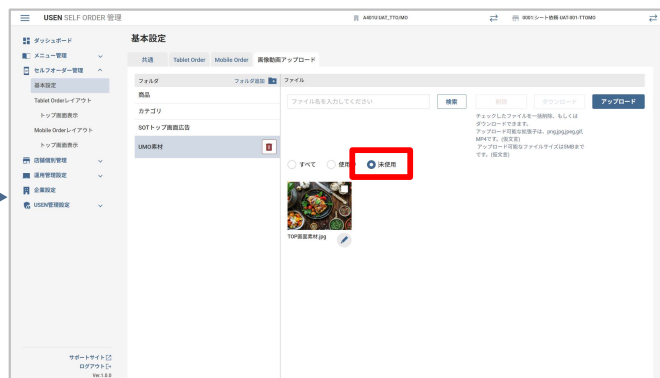 USEN SELF ORDER 管理
A401:UAT_TTO/MO
0001:シート依頼-UAT-001-TTOMO
ダッシュボード
メニュー管理
セルフオーダー管理
基本設定
Tablet Orderレイアウト
トップ画面表示
Mobile Orderレイアウト
トップ画面表示
店舗個別管理
運用管理設定
企業設定
USEN管理設定
サポートサイト
ログアウト
Ver.1.0.0
基本設定
共通 Tablet Order Mobile Order 画像動画アップロード
フォルダ フォルダ追加
商品
カテゴリ
SOTトップ画面広告
UMO素材
ファイル
ファイル名を入力してください 検索 削除 ダウンロード アップロード
チェックしたファイルを一括削除、もしくは
ダウンロードできます。
アップロード可能な拡張子は、png,jpg,jpeg,gif,
MP4です。(仮文言)
アップロード可能なファイルサイズは5MBまで
です。(仮文言)
すべて 使用 未使用
TOP画面素材.jpg